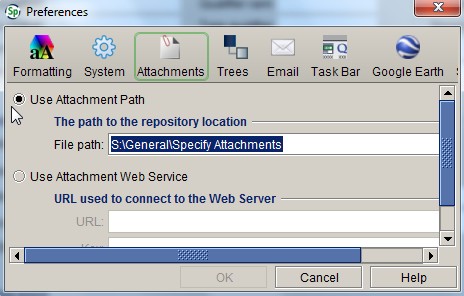 Sp Preferences
Formatting System Attachments Trees Email Task Bar Google Earth
Use Attachment Path
The path to the repository location
File path: S:\General\Specify Attachments
Use Attachment Web Service
URL used to connect to the Web Server
URL:
OK Cancel Help